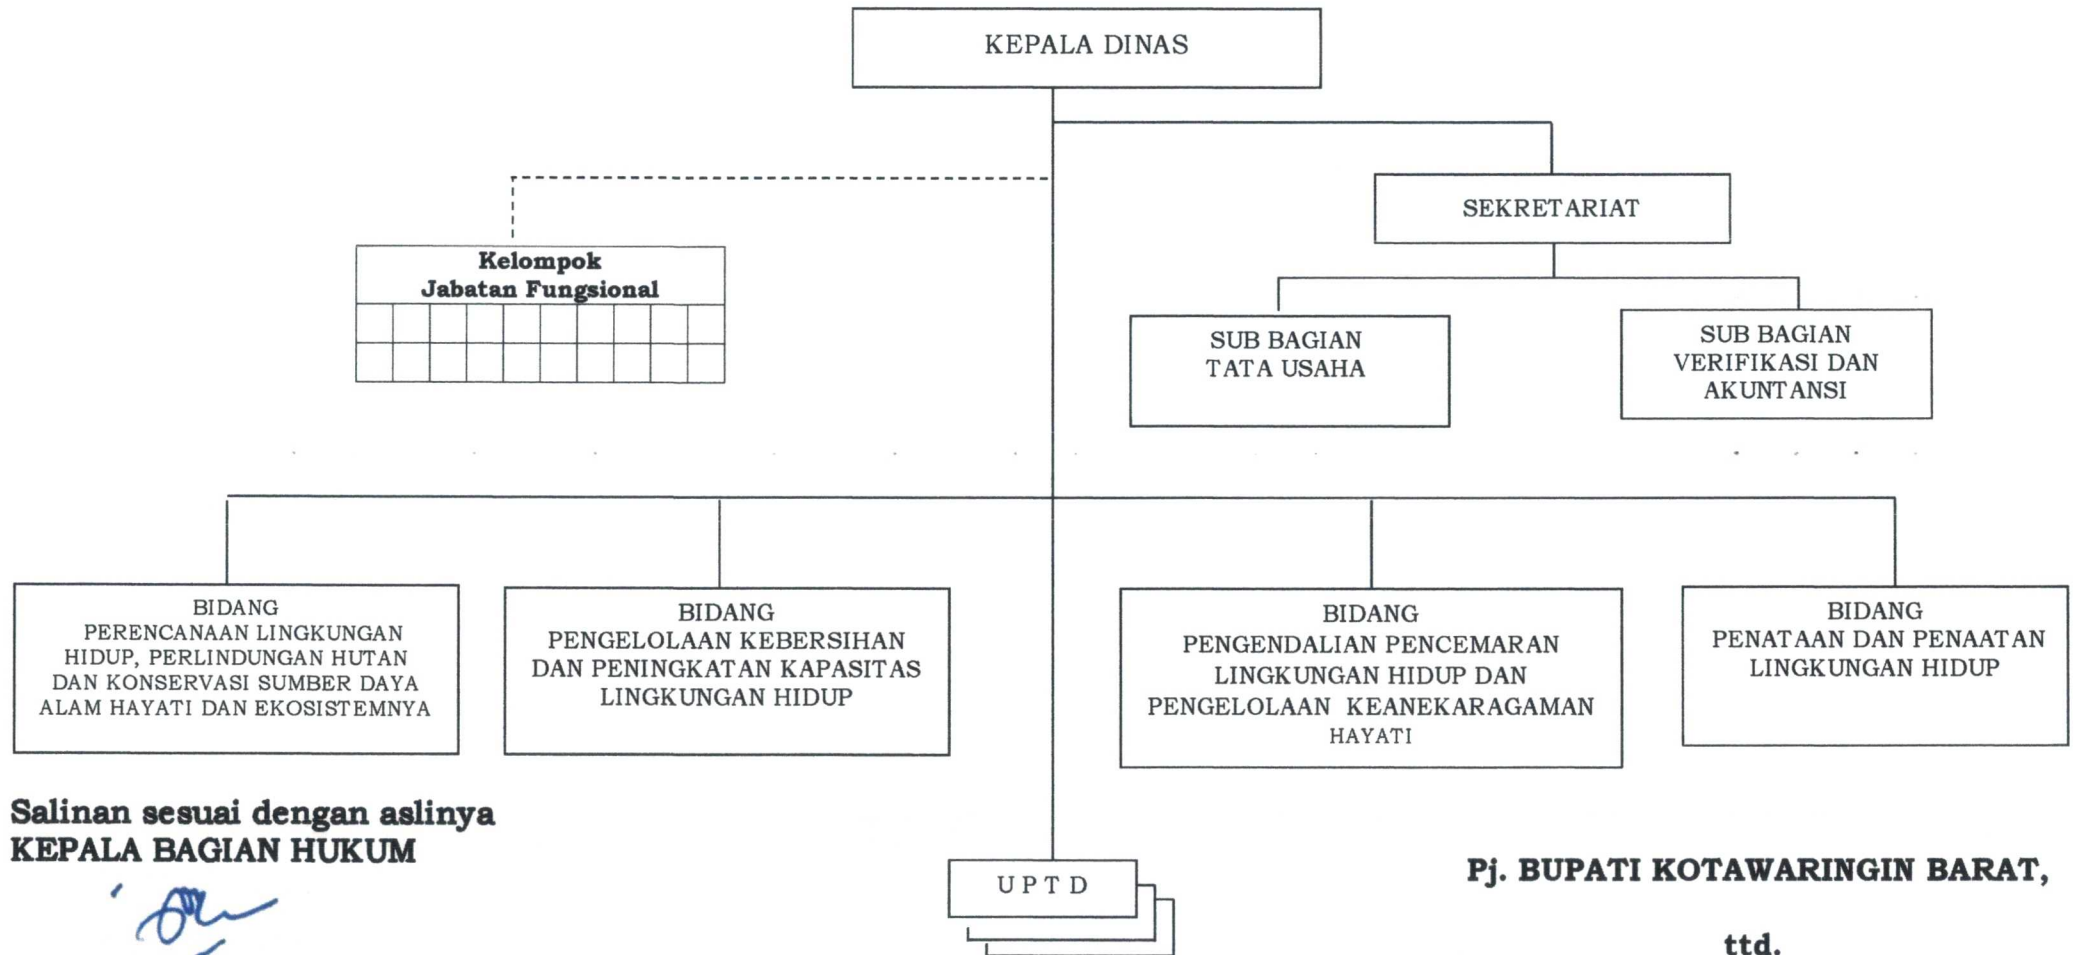 KEPALA DINAS
SEKRETARIAT
Kelompok
Jabatan Fungsional
SUB BAGIAN
TATA USAHA
SUB BAGIAN
VERIFIKASI DAN
AKUNTANSI
BIDANG
PERENCANAAN LINGKUNGAN
HIDUP, PERLINDUNGAN HUTAN
DAN KONSERVASI SUMBER DAYA
ALAM HAYATI DAN EKOSISTEMNYA
BIDANG
PENGELOLAAN KEBERSIHAN
DAN PENINGKATAN KAPASITAS
LINGKUNGAN HIDUP
BIDANG
PENGENDALIAN PENCEMARAN
LINGKUNGAN HIDUP DAN
PENGELOLAAN KEANEKARAGAMAN
HAYATI
BIDANG
PENATAAN DAN PENAATAN
LINGKUNGAN HIDUP
Salinan sesuai dengan aslinya
KEPALA BAGIAN HUKUM
U P T D
Pj. BUPATI KOTAWARINGIN BARAT,
ttd.